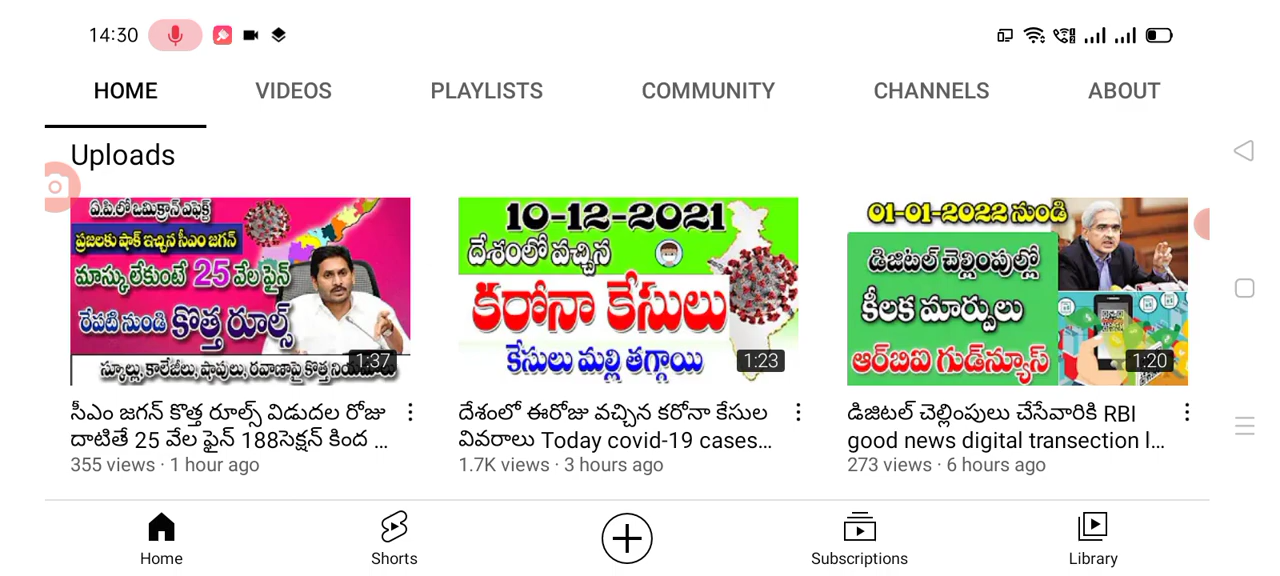 14:30
HOME VIDEOS PLAYLISTS COMMUNITY CHANNELS ABOUT
Uploads
ఏ.పి.లో ఒమిక్రాన్ ఎఫెక్ట్
ప్రజలకు షాక్ ఇచ్చిన సీఎం జగన్
మాస్కు లేకుంటే 25 వేల ఫైన్
రేపటి నుండి కొత్త రూల్స్
స్కూల్లు, కాలేజీలు, షాపులు, రవాణాపై కొత్త
1:37
సీఎం జగన్ కొత్త రూల్స్ విడుదల రోజు
దాటితే 25 వేల ఫైన్ 188సెక్షన్ కింద ...
355 views · 1 hour ago
10-12-2021
దేశంలో వచ్చిన
కరోనా కేసులు
కేసులు మల్లి తగ్గాయి
1:23
దేశంలో ఈరోజు వచ్చిన కరోనా కేసుల
వివరాలు Today covid-19 cases...
1.7K views · 3 hours ago
01-01-2022 నుండి
డిజిటల్ చెల్లింపుల్లో
కీలక మార్పులు
ఆర్‌బిఐ గుడ్‌న్యూస్
1:20
డిజిటల్ చెల్లింపులు చేసేవారికి RBI
good news digital transection l...
273 views · 6 hours ago
Home Shorts Subscriptions Library